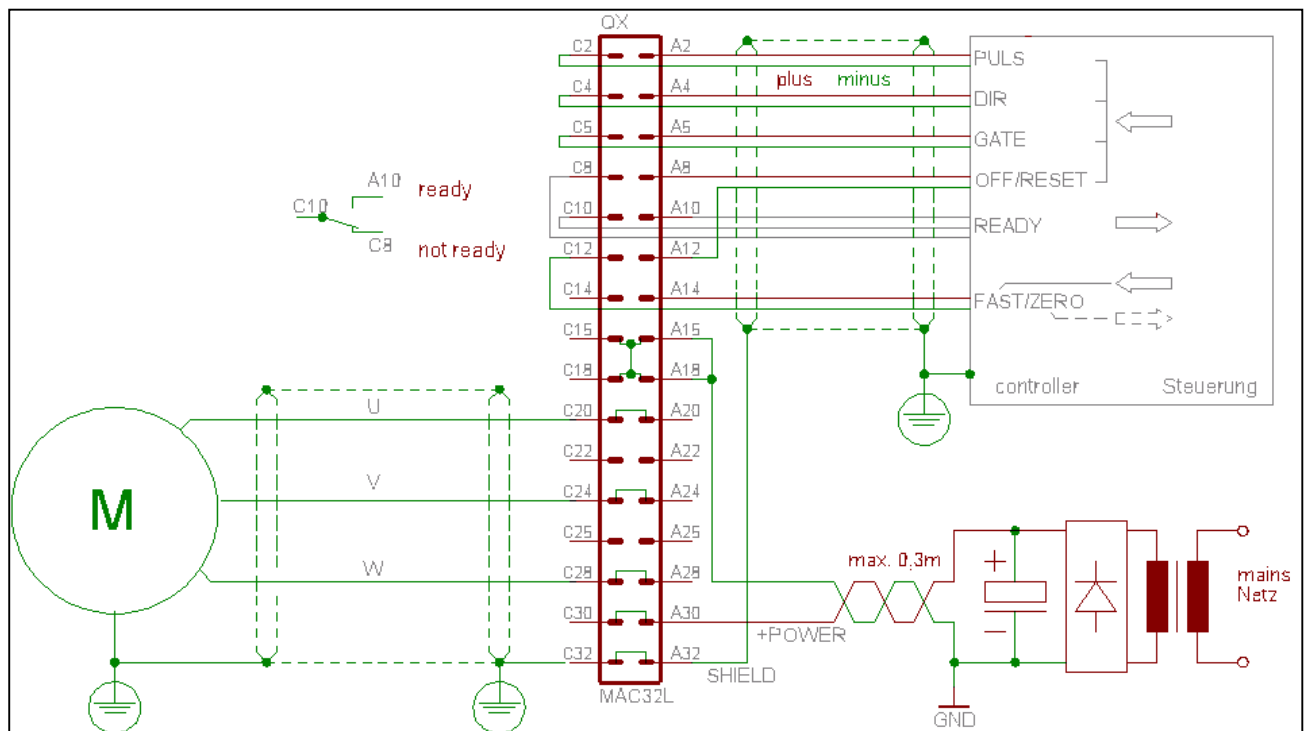 QX
C2 A2 PULS
plus minus
C4 A4 DIR
C5 A5 GATE
C8 A8 OFF/RESET
A10 ready
C10
C8 not ready
C10 A10 READY
C12 A12
C14 A14 FAST/ZERO
C15 A15
C18 A18
controller Steuerung
U
C20 A20
C22 A22
V
C24 A24
M
C25 A25
max. 0,3m
W
C28 A28
+
mains
Netz
C30 A30
+POWER
−
C32 A32
SHIELD
MAC32L
GND